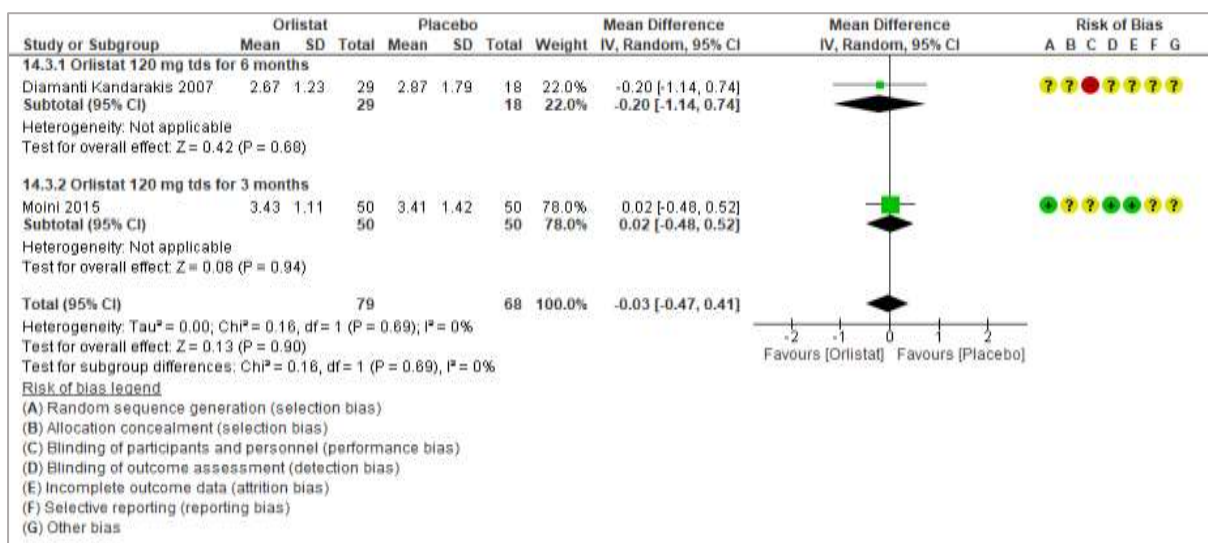 Orlistat Placebo Mean Difference Mean Difference Risk of Bias
Study or Subgroup Mean SD Total Mean SD Total Weight IV, Random, 95% CI IV, Random, 95% CI A B C D E F G
14.3.1 Orlistat 120 mg tds for 6 months
Diamanti Kandarakis 2007 2.67 1.23 29 2.87 1.79 18 22.0% -0.20 [-1.14, 0.74] ? ? ? ? ? ?
Subtotal (95% CI) 29 18 22.0% -0.20 [-1.14, 0.74]
Heterogeneity: Not applicable
Test for overall effect: Z = 0.42 (P = 0.68)
14.3.2 Orlistat 120 mg tds for 3 months
Moini 2015 3.43 1.11 50 3.41 1.42 50 78.0% 0.02 [-0.48, 0.52] + ? ? + + ? ?
Subtotal (95% CI) 50 50 78.0% 0.02 [-0.48, 0.52]
Heterogeneity: Not applicable
Test for overall effect: Z = 0.08 (P = 0.94)
Total (95% CI) 79 68 100.0% -0.03 [-0.47, 0.41]
Heterogeneity: Tau² = 0.00; Chi² = 0.16, df = 1 (P = 0.69); I² = 0%
Test for overall effect: Z = 0.13 (P = 0.90)
Test for subgroup differences: Chi² = 0.16, df = 1 (P = 0.69), I² = 0%
-2 -1 0 1 2
Favours [Orlistat] Favours [Placebo]
Risk of bias legend
(A) Random sequence generation (selection bias)
(B) Allocation concealment (selection bias)
(C) Blinding of participants and personnel (performance bias)
(D) Blinding of outcome assessment (detection bias)
(E) Incomplete outcome data (attrition bias)
(F) Selective reporting (reporting bias)
(G) Other bias